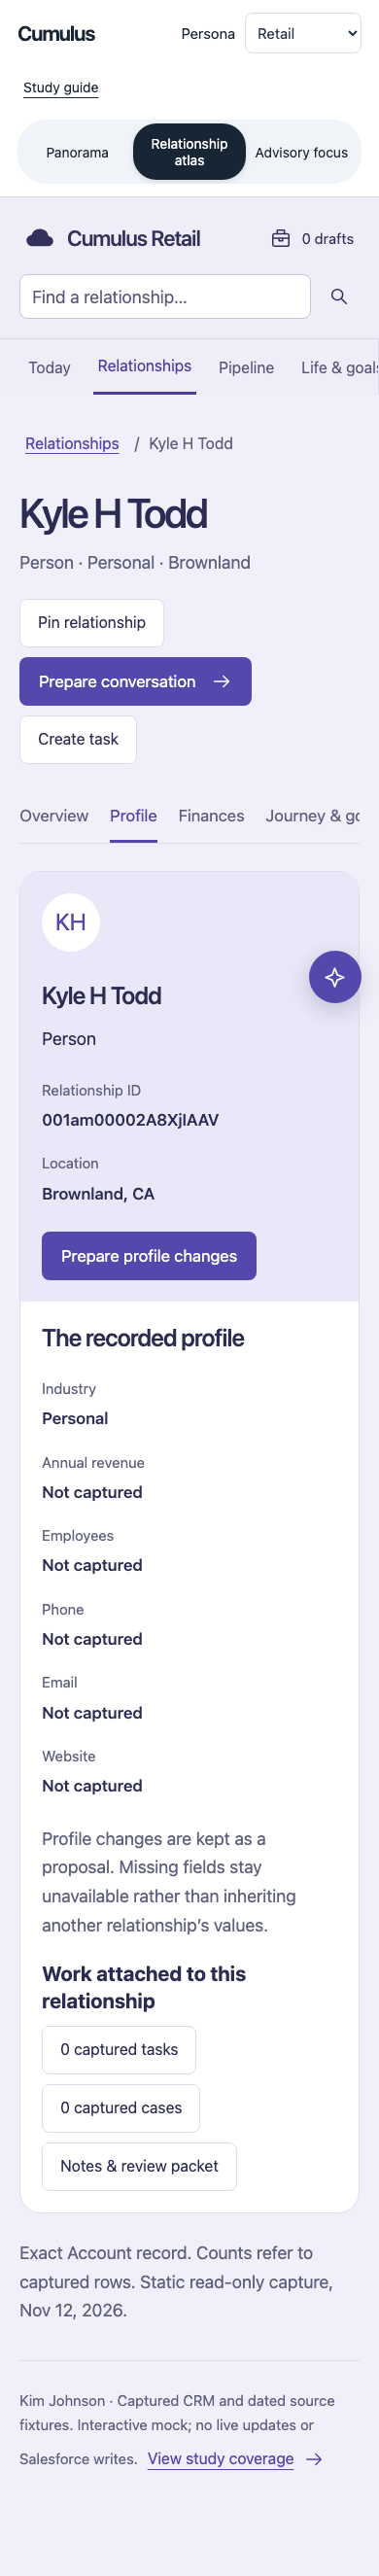 Cumulus
Persona
Retail
Study guide
Panorama
Relationship
atlas
Advisory focus
Cumulus Retail
0 drafts
Find a relationship...
Today
Relationships
Pipeline
Life & goals
Relationships / Kyle H Todd
Kyle H Todd
Person · Personal · Brownland
Pin relationship
Prepare conversation →
Create task
Overview
Profile
Finances
Journey & go
KH
Kyle H Todd
Person
Relationship ID
001am00002A8XjIAAV
Location
Brownland, CA
Prepare profile changes
The recorded profile
Industry
Personal
Annual revenue
Not captured
Employees
Not captured
Phone
Not captured
Email
Not captured
Website
Not captured
Profile changes are kept as a
proposal. Missing fields stay
unavailable rather than inheriting
another relationship’s values.
Work attached to this
relationship
0 captured tasks
0 captured cases
Notes & review packet
Exact Account record. Counts refer to
captured rows. Static read-only capture,
Nov 12, 2026.
Kim Johnson · Captured CRM and dated source
fixtures. Interactive mock; no live updates or
Salesforce writes. View study coverage →